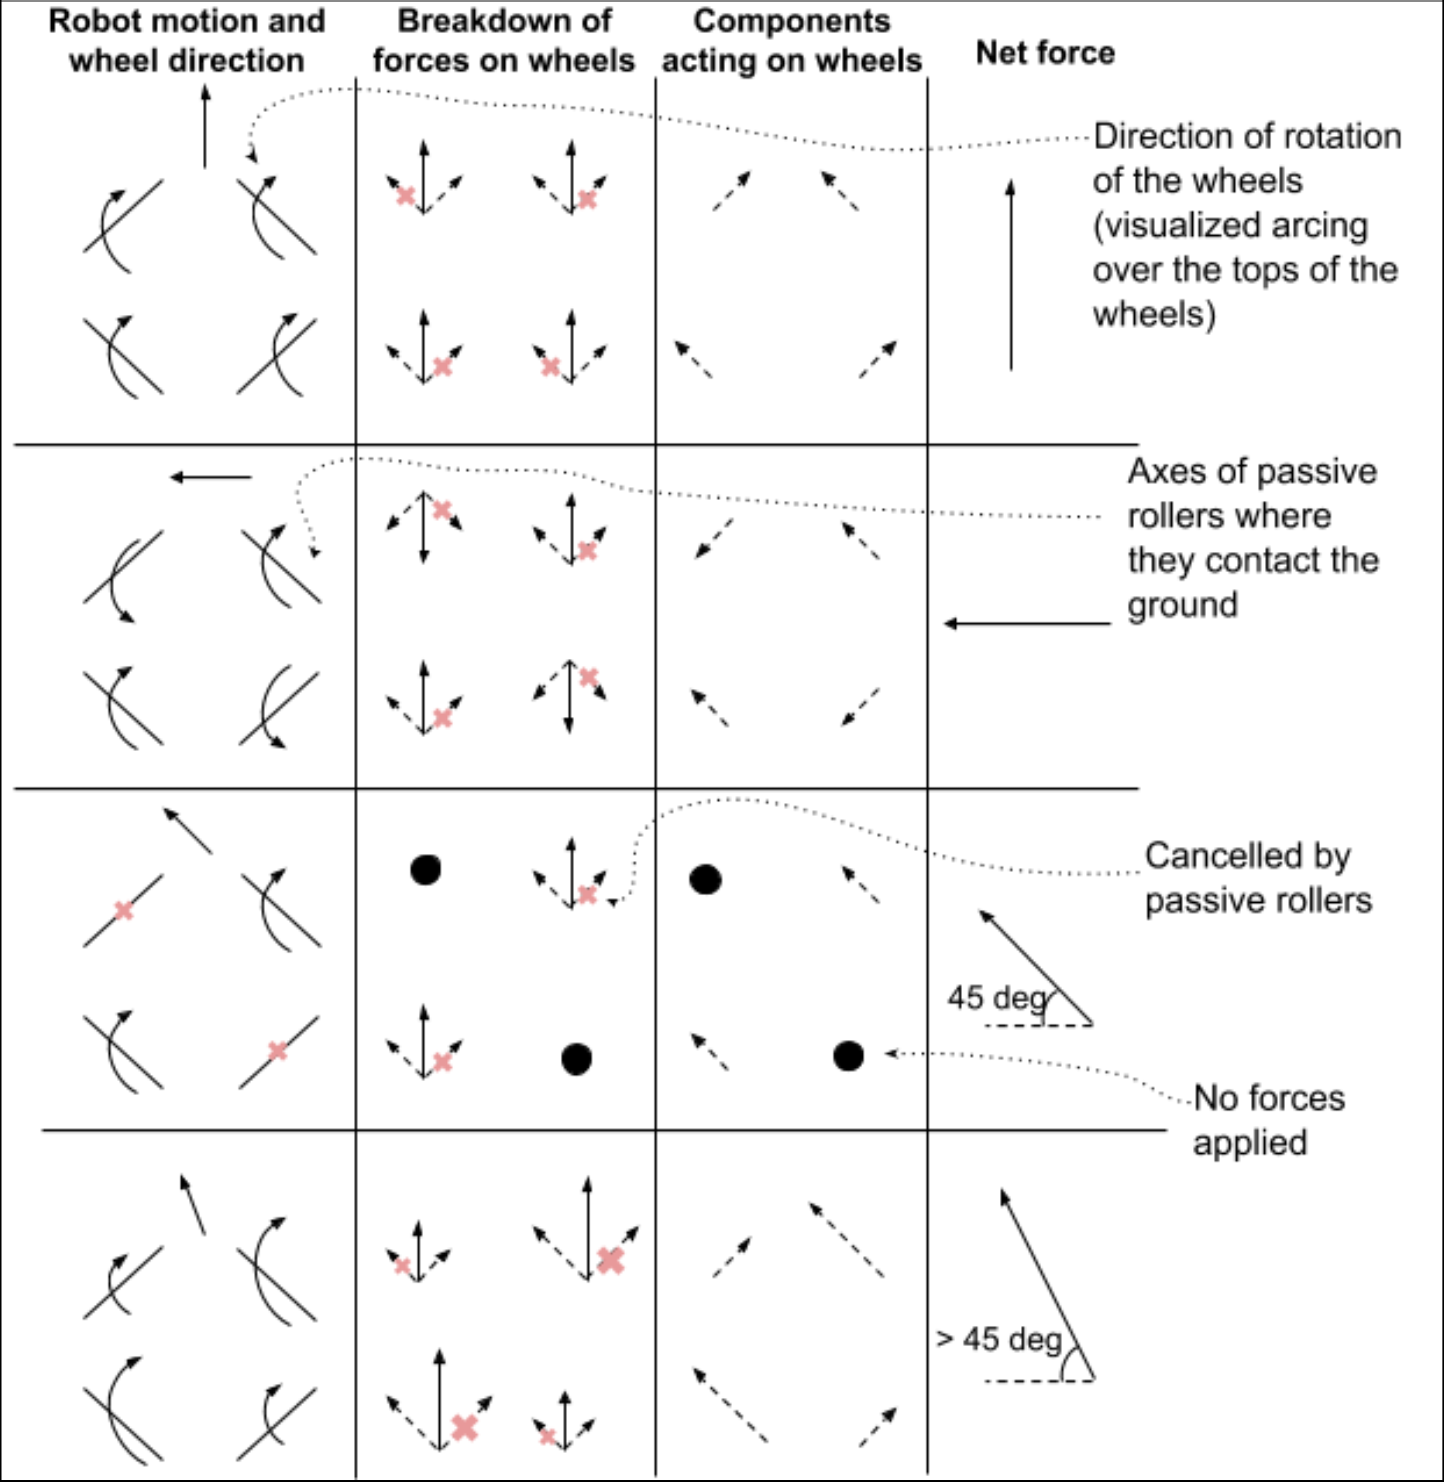 Robot motion and
wheel direction
Breakdown of
forces on wheels
Components
acting on wheels
Net force
Direction of rotation
of the wheels
(visualized arcing
over the tops of the
wheels)
Axes of passive
rollers where
they contact the
ground
Cancelled by
passive rollers
45 deg
No forces
applied
> 45 deg